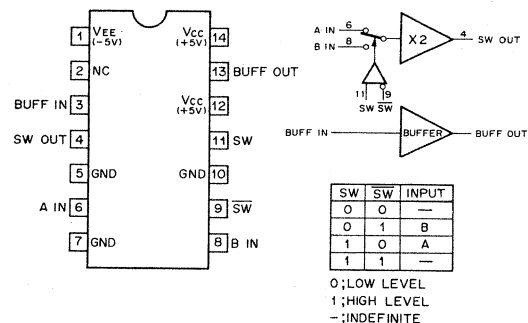 1 VEE (-5V)
VCC (+5V) 14
2 NC
13 BUFF OUT
BUFF IN 3
VCC (+5V) 12
SW OUT 4
11 SW
5 GND
GND 10
A IN 6
9 S̅W̅
7 GND
8 B IN
A IN 6
B IN 8
X2
4 SW OUT
11 9
SW S̅W̅
BUFF IN
BUFFER
BUFF OUT
SW S̅W̅ INPUT
0 0 —
0 1 B
1 0 A
1 1 —
0;LOW LEVEL
1;HIGH LEVEL
-;INDEFINITE